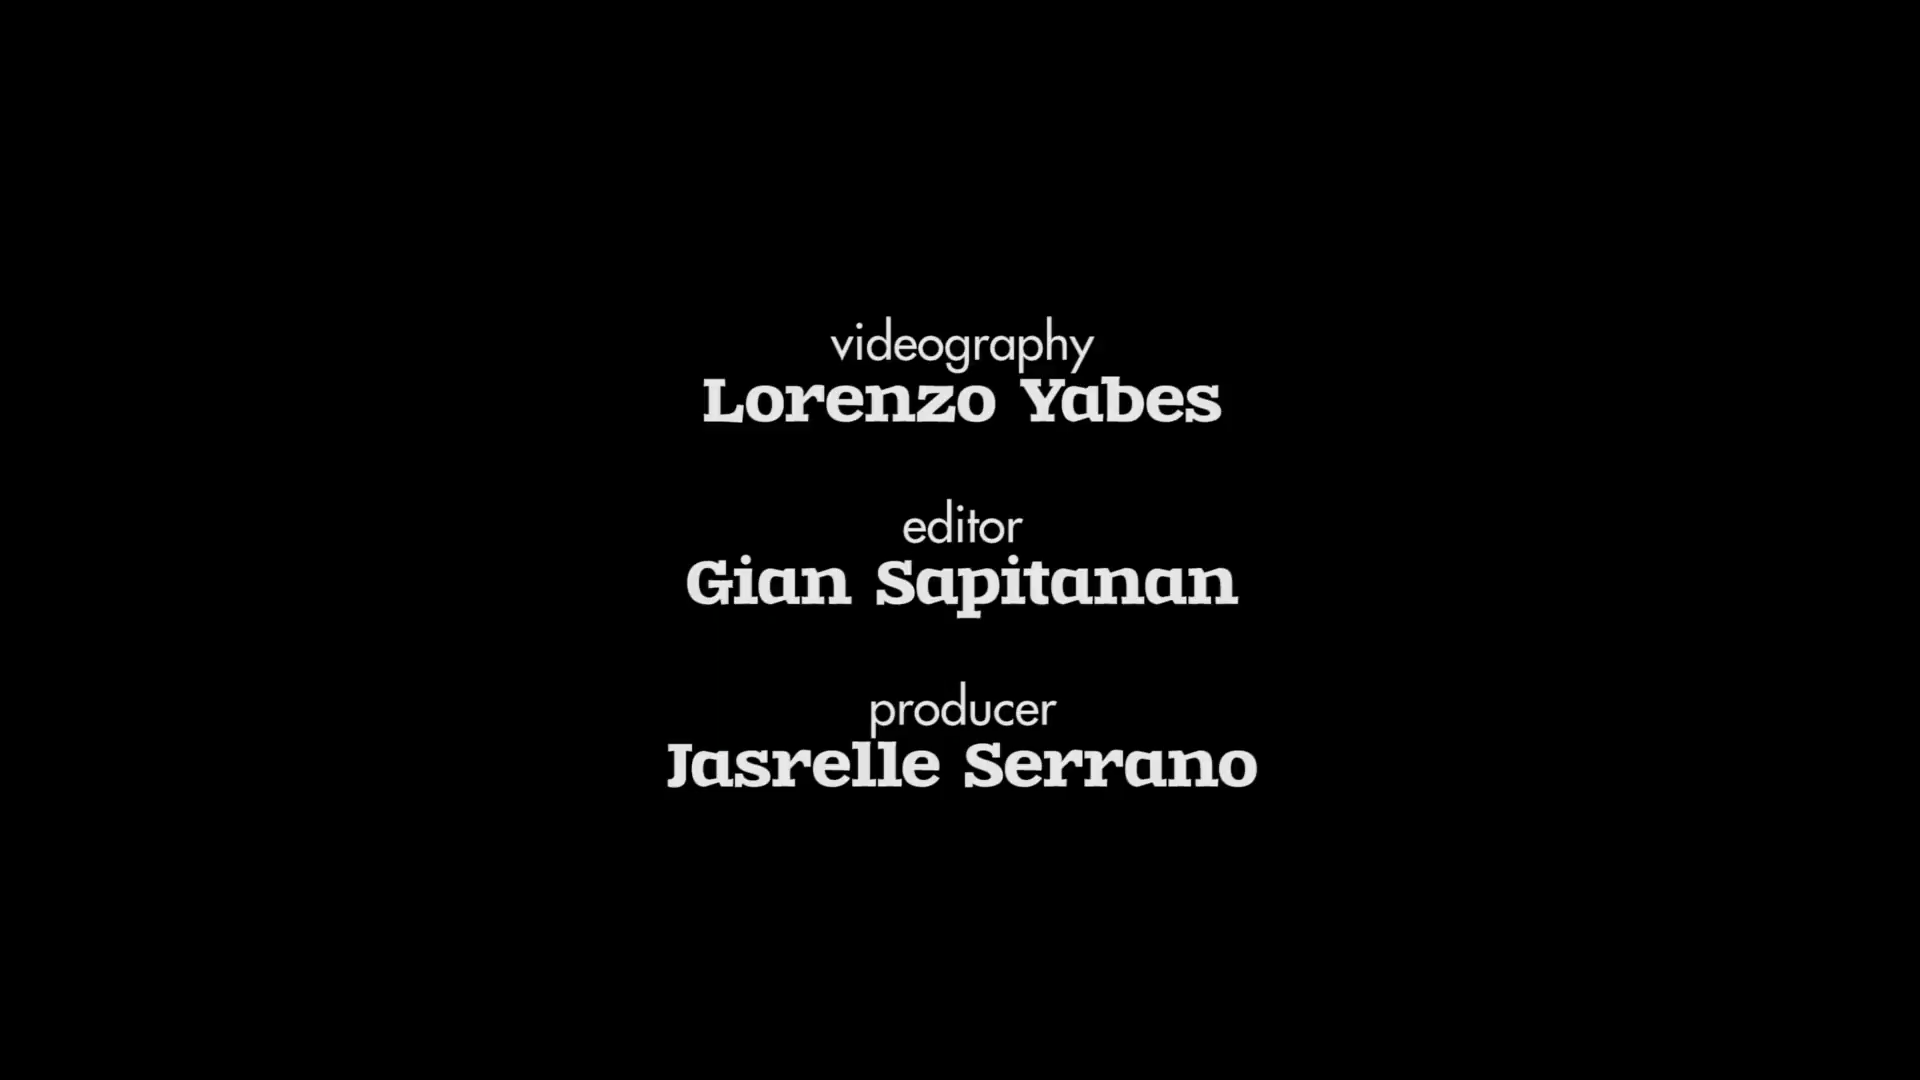 videography
Lorenzo Yabes
editor
Gian Sapitanan
producer
Jasrelle Serrano